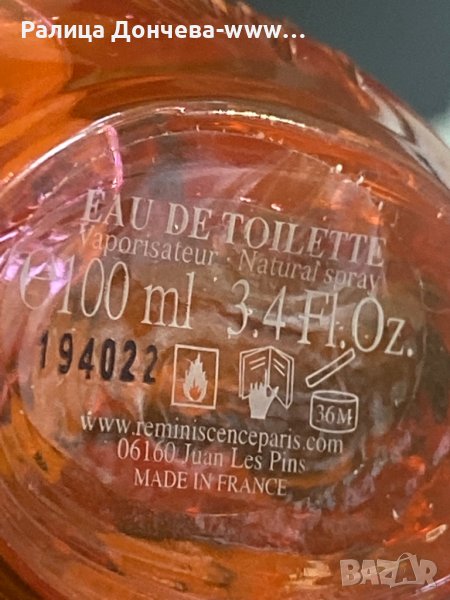 Ралица Дончева-www...
EAU DE TOILETTE
Vaporisateur - Natural spray
℮100 ml 3.4 Fl.Oz.
194022
36M
www.reminiscenceparis.com
06160 Juan Les Pins
MADE IN FRANCE
BAZAR